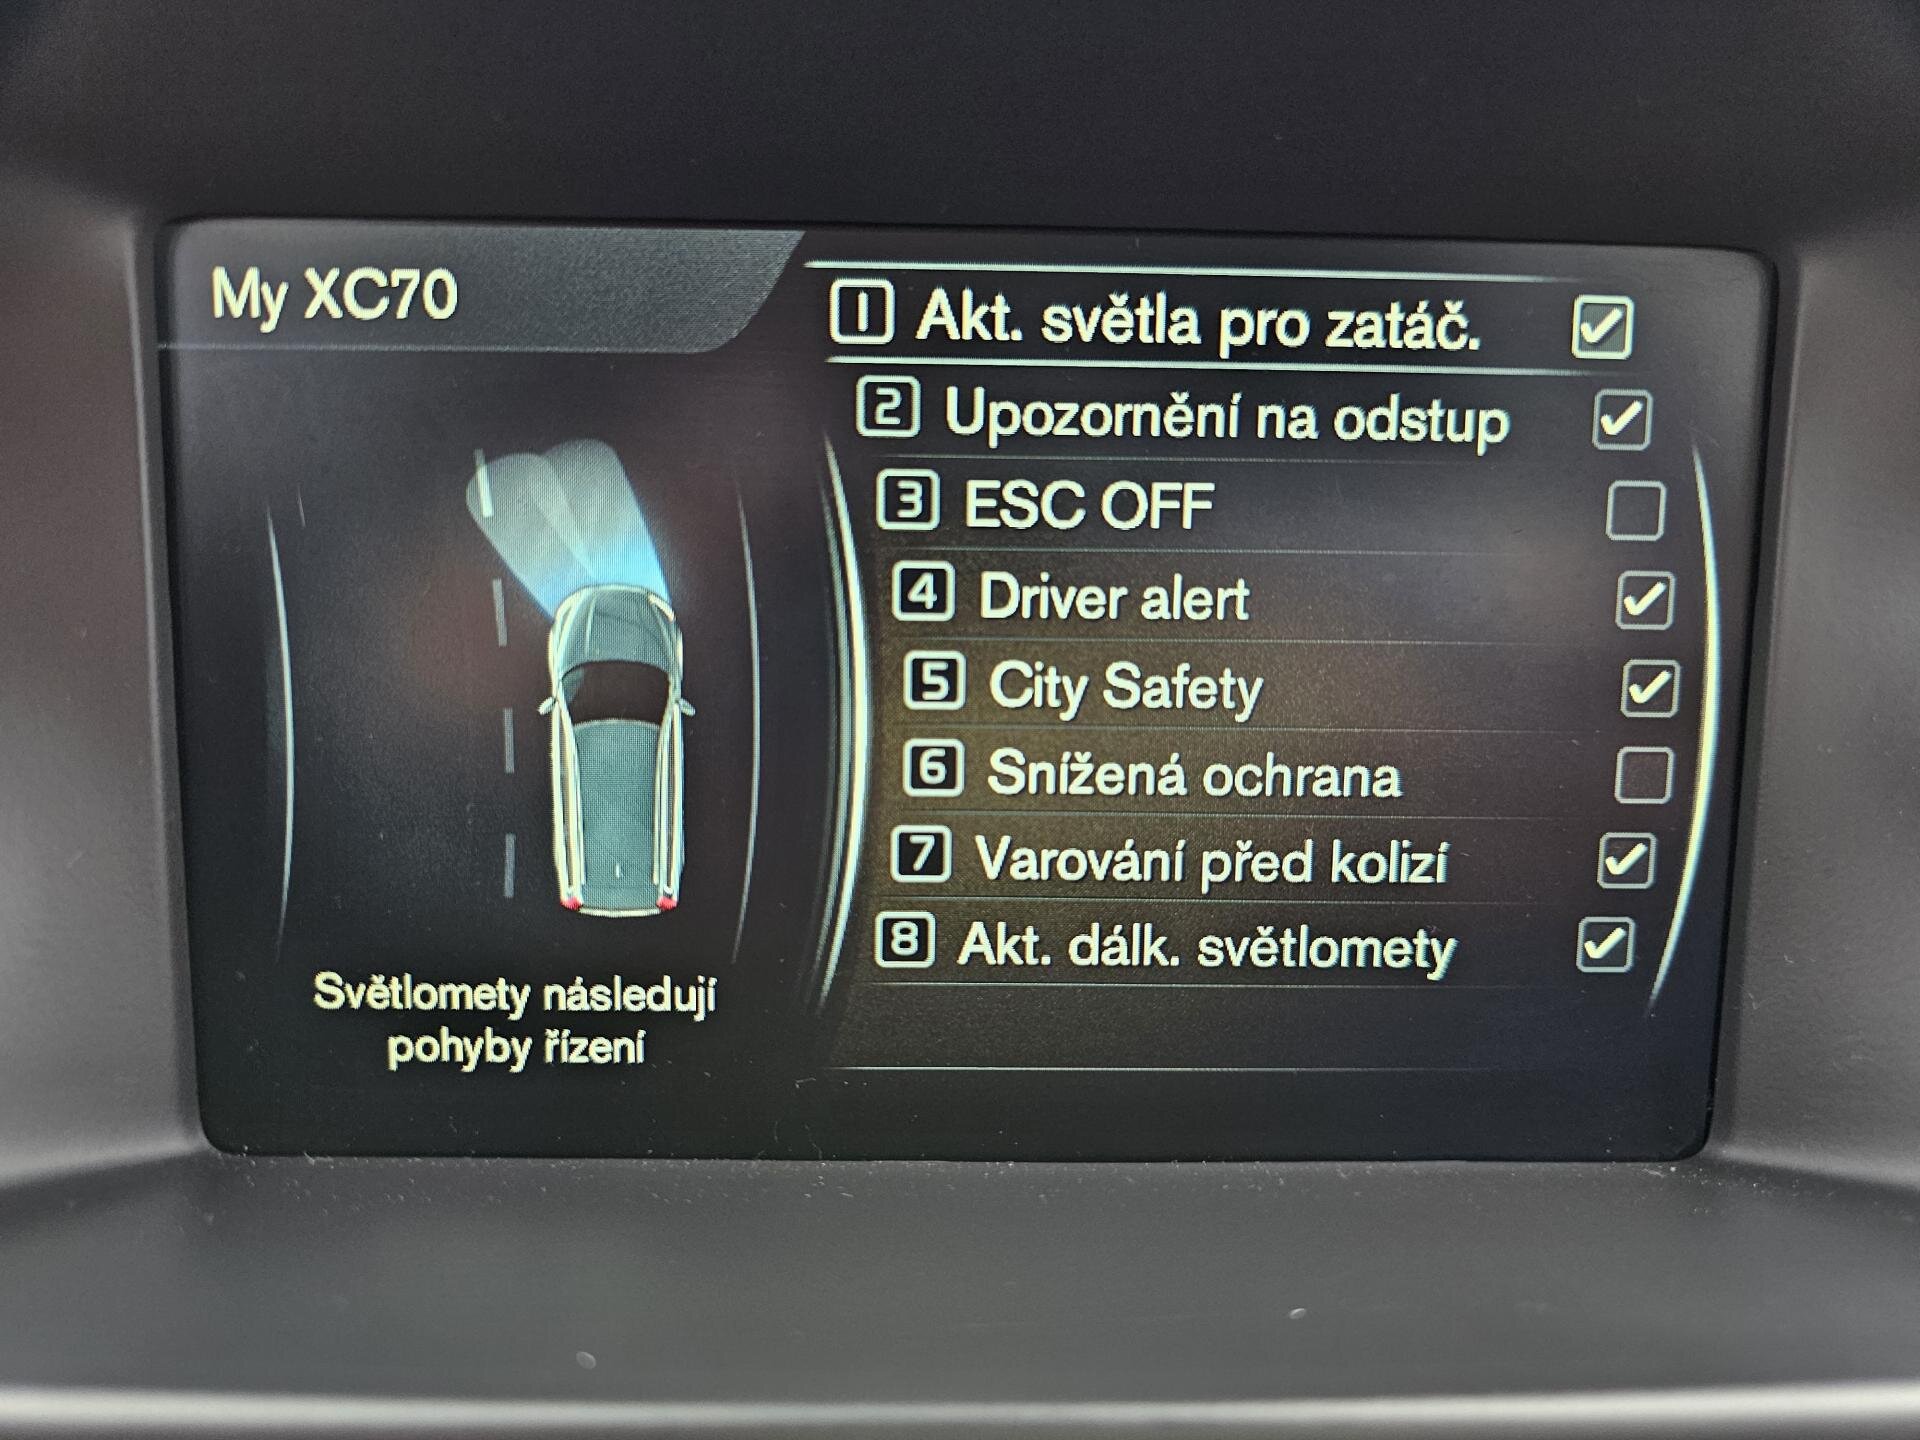 My XC70
1 Akt. světla pro zatáč.
2 Upozornění na odstup
3 ESC OFF
4 Driver alert
5 City Safety
6 Snížená ochrana
7 Varování před kolizí
8 Akt. dálk. světlomety
Světlomety následují
pohyby řízení